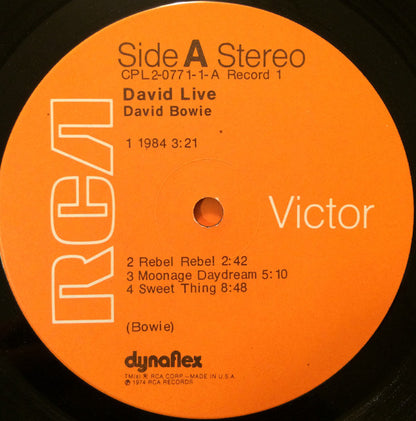 Side A Stereo
CPL2-0771-1-A Record 1
David Live
David Bowie
1 1984 3:21
RCA
Victor
2 Rebel Rebel 2:42
3 Moonage Daydream 5:10
4 Sweet Thing 8:48
(Bowie)
dynaflex
TM(s) ® RCA CORP.—MADE IN U.S.A.
℗ 1974 RCA RECORDS